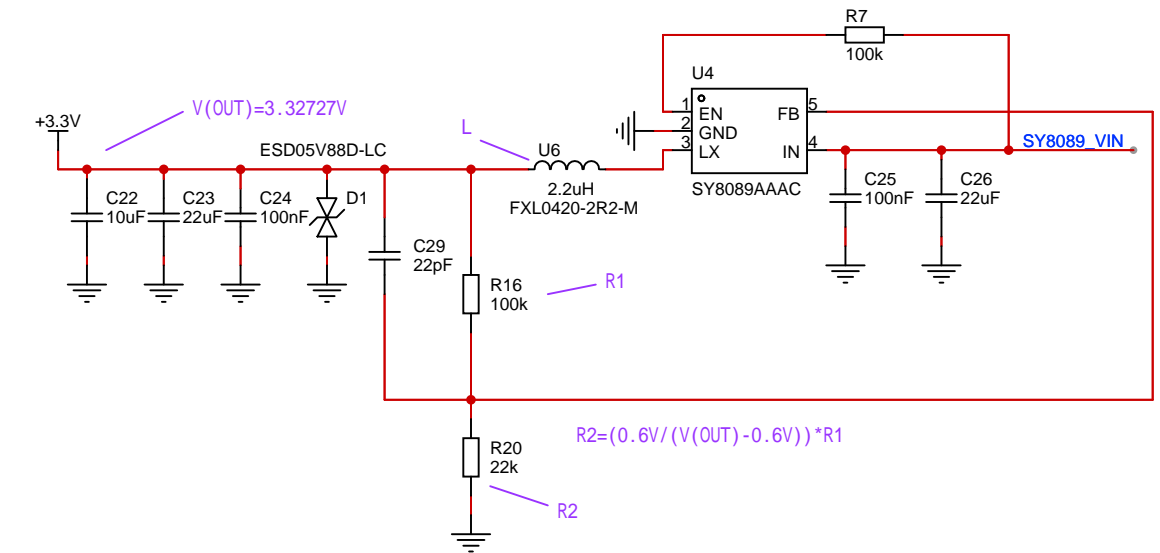 R7
100k
U4
1
EN
FB
5
2
GND
3
LX
IN
4
SY8089AAAC
SY8089_VIN
V(OUT)=3.32727V
+3.3V
L
ESD05V88D-LC
U6
2.2uH
FXL0420-2R2-M
C22
10uF
C23
22uF
C24
100nF
D1
C25
100nF
C26
22uF
C29
22pF
R16
100k
R1
R2=(0.6V/(V(OUT)-0.6V))*R1
R20
22k
R2